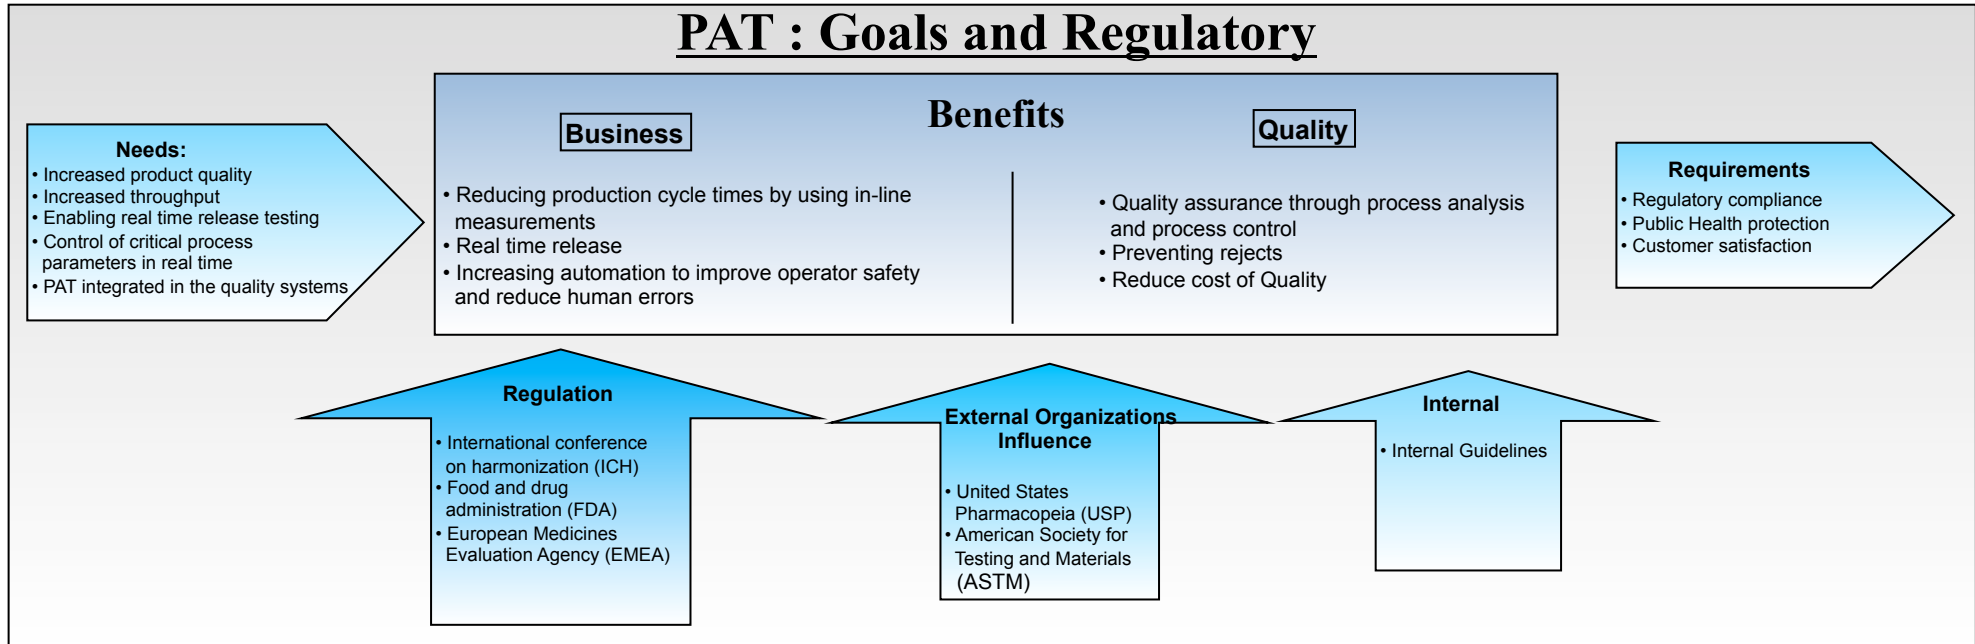 PAT : Goals and Regulatory
Needs:
• Increased product quality
• Increased throughput
• Enabling real time release testing
• Control of critical process
parameters in real time
• PAT integrated in the quality systems
Benefits
Business
• Reducing production cycle times by using in-line
measurements
• Real time release
• Increasing automation to improve operator safety
and reduce human errors
Quality
• Quality assurance through process analysis
and process control
• Preventing rejects
• Reduce cost of Quality
Requirements
• Regulatory compliance
• Public Health protection
• Customer satisfaction
Regulation
• International conference
on harmonization (ICH)
• Food and drug
administration (FDA)
• European Medicines
Evaluation Agency (EMEA)
External Organizations
Influence
• United States
Pharmacopeia (USP)
• American Society for
Testing and Materials
(ASTM)
Internal
• Internal Guidelines